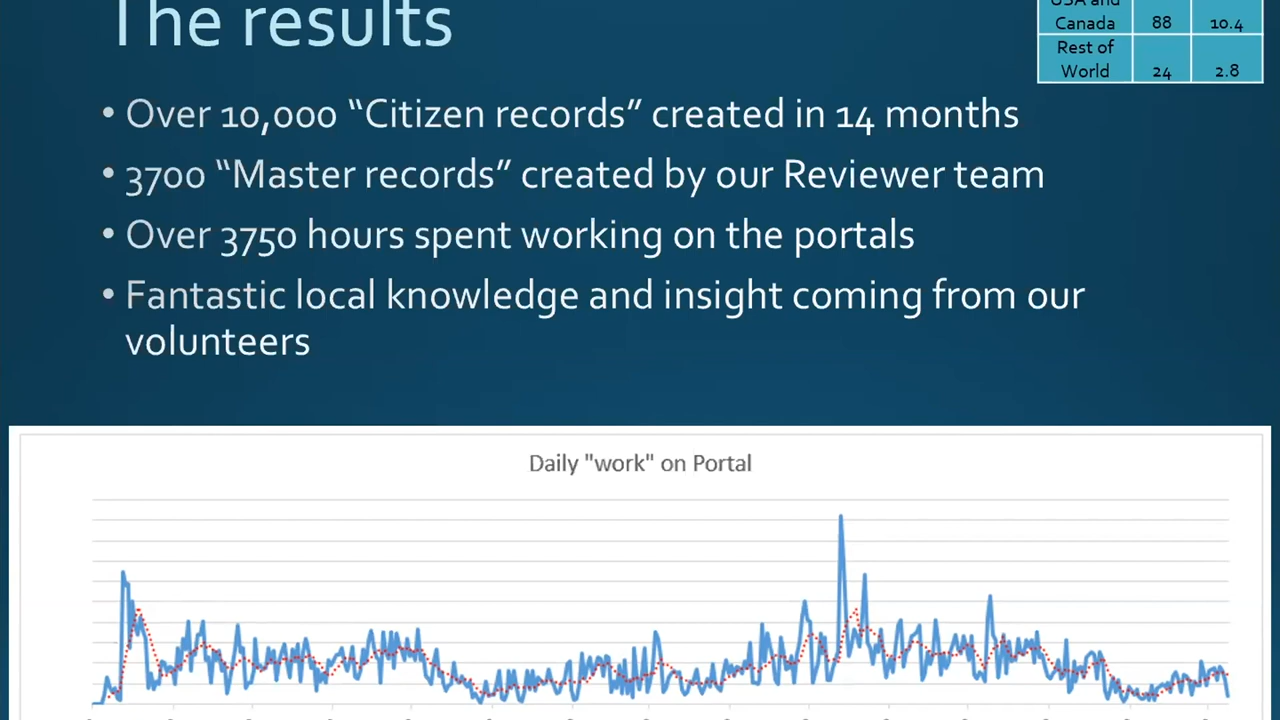 The results
USA and
Canada 88 10.4
Rest of
World 24 2.8
• Over 10,000 “Citizen records” created in 14 months
• 3700 “Master records” created by our Reviewer team
• Over 3750 hours spent working on the portals
• Fantastic local knowledge and insight coming from our
volunteers
Daily "work" on Portal